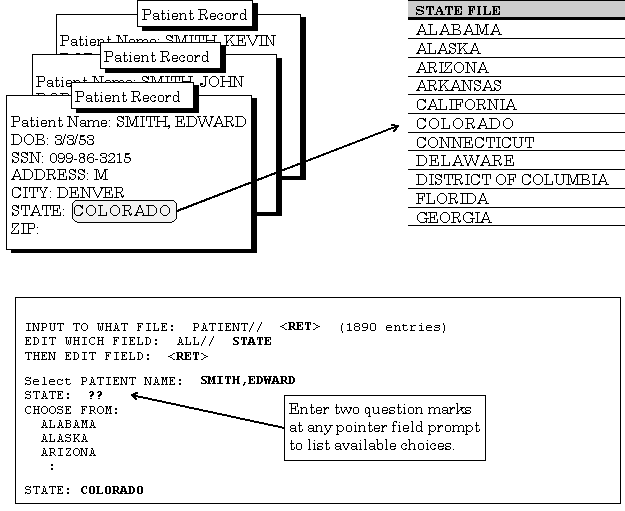 Patient Record
Patient Name: SMITH, KEVIN
Patient Record
Patient Name: SMITH, JOHN
Patient Record
Patient Name: SMITH, EDWARD
DOB: 3/3/53
SSN: 099-86-3215
ADDRESS: M
CITY: DENVER
STATE: COLORADO
ZIP:
STATE FILE
ALABAMA
ALASKA
ARIZONA
ARKANSAS
CALIFORNIA
COLORADO
CONNECTICUT
DELAWARE
DISTRICT OF COLUMBIA
FLORIDA
GEORGIA
INPUT TO WHAT FILE: PATIENT// <RET> (1890 entries)
EDIT WHICH FIELD: ALL// STATE
THEN EDIT FIELD: <RET>
Select PATIENT NAME: SMITH,EDWARD
STATE: ??
CHOOSE FROM:
ALABAMA
ALASKA
ARIZONA
:
STATE: COLORADO
Enter two question marks
at any pointer field prompt
to list available choices.